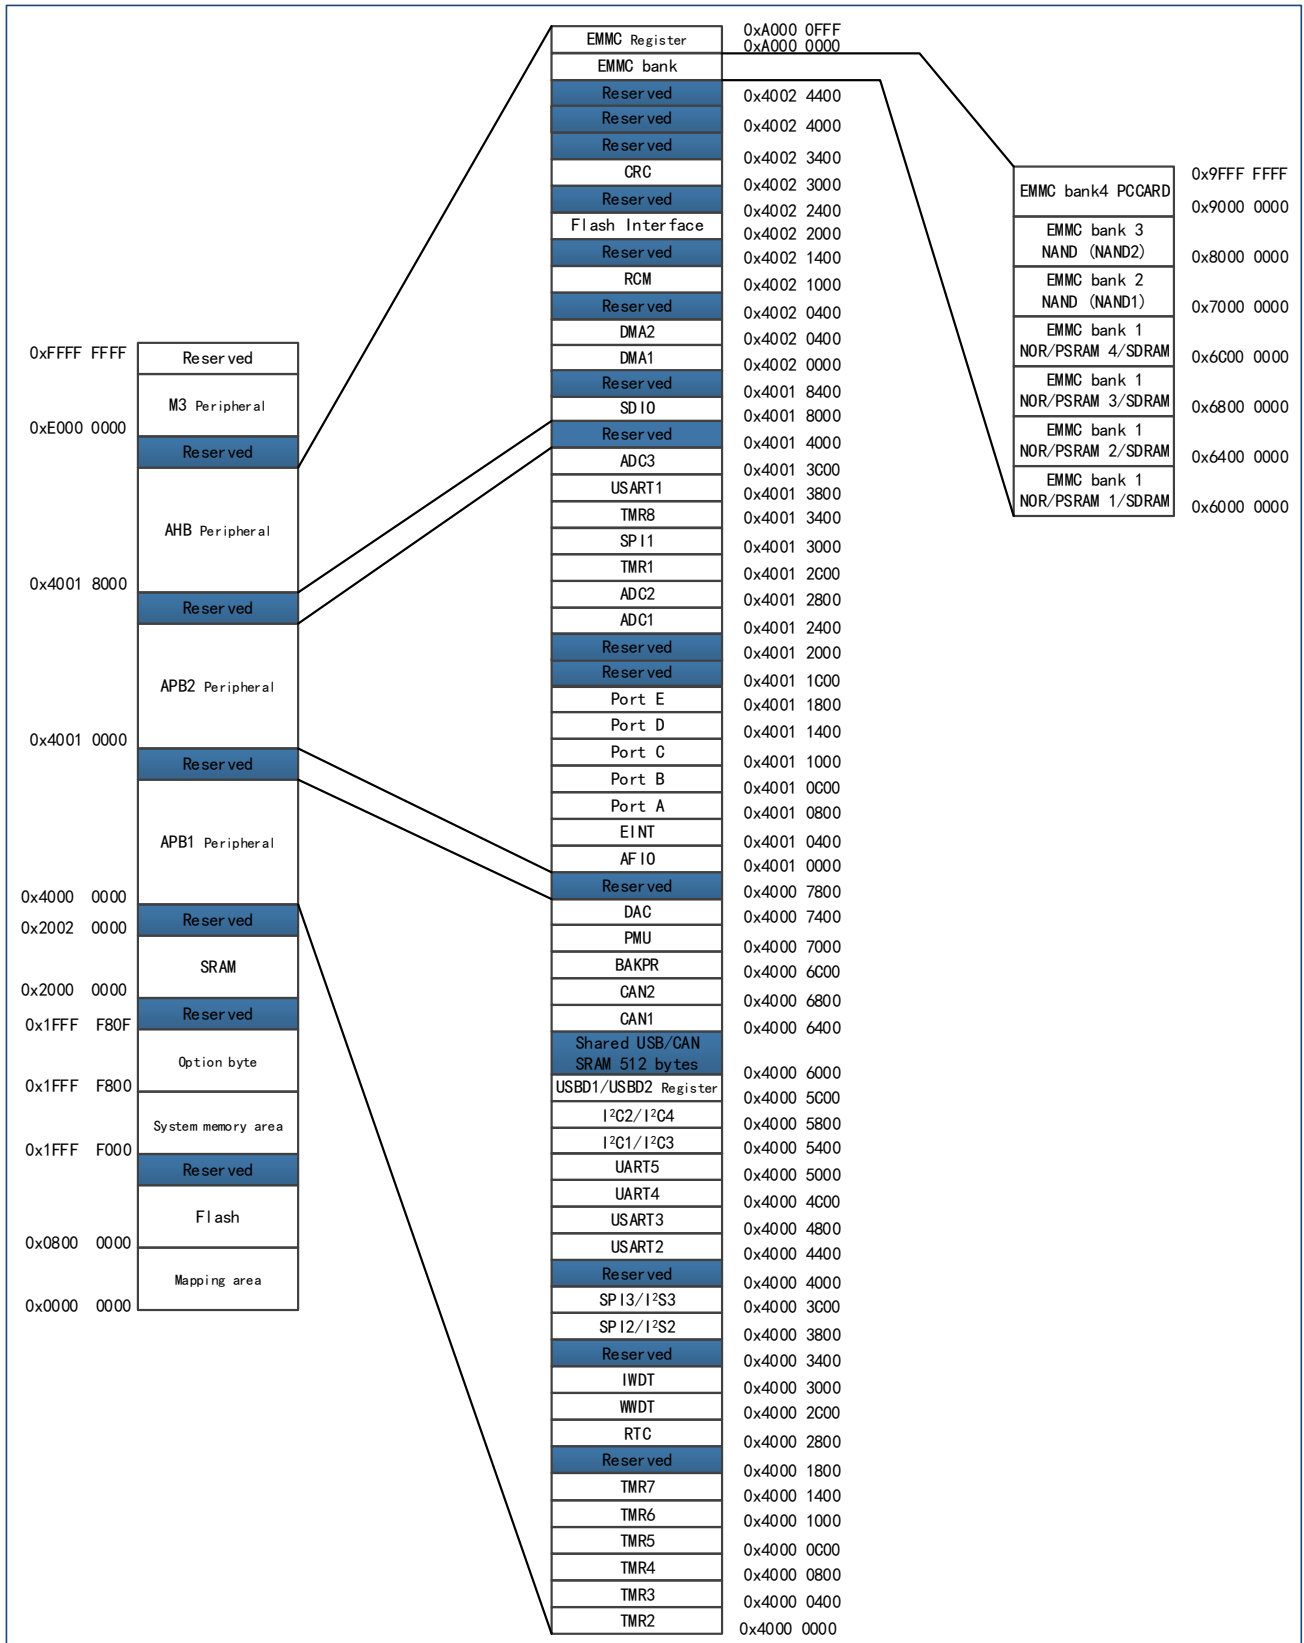 0xFFFF FFFF
Reserved
M3 Peripheral
0xE000 0000
Reserved
AHB Peripheral
0x4001 8000
Reserved
APB2 Peripheral
0x4001 0000
Reserved
APB1 Peripheral
0x4000 0000
Reserved
0x2002 0000
SRAM
0x2000 0000
Reserved
0x1FFF F80F
Option byte
0x1FFF F800
System memory area
0x1FFF F000
Reserved
Flash
0x0800 0000
Mapping area
0x0000 0000
EMMC Register
0xA000 0FFF
0xA000 0000
EMMC bank
Reserved
0x4002 4400
Reserved
0x4002 4000
Reserved
0x4002 3400
CRC
0x4002 3000
Reserved
0x4002 2400
Flash Interface
0x4002 2000
Reserved
0x4002 1400
RCM
0x4002 1000
Reserved
0x4002 0400
DMA2
0x4002 0400
DMA1
0x4002 0000
Reserved
0x4001 8400
SDIO
0x4001 8000
Reserved
0x4001 4000
ADC3
0x4001 3C00
USART1
0x4001 3800
TMR8
0x4001 3400
SPI1
0x4001 3000
TMR1
0x4001 2C00
ADC2
0x4001 2800
ADC1
0x4001 2400
Reserved
0x4001 2000
Reserved
0x4001 1C00
Port E
0x4001 1800
Port D
0x4001 1400
Port C
0x4001 1000
Port B
0x4001 0C00
Port A
0x4001 0800
EINT
0x4001 0400
AFIO
0x4001 0000
Reserved
0x4000 7800
DAC
0x4000 7400
PMU
0x4000 7000
BAKPR
0x4000 6C00
CAN2
0x4000 6800
CAN1
0x4000 6400
Shared USB/CAN
SRAM 512 bytes
0x4000 6000
USBD1/USBD2 Register
0x4000 5C00
I²C2/I²C4
0x4000 5800
I²C1/I²C3
0x4000 5400
UART5
0x4000 5000
UART4
0x4000 4C00
USART3
0x4000 4800
USART2
0x4000 4400
Reserved
0x4000 4000
SPI3/I²S3
0x4000 3C00
SPI2/I²S2
0x4000 3800
Reserved
0x4000 3400
IWDT
0x4000 3000
WWDT
0x4000 2C00
RTC
0x4000 2800
Reserved
0x4000 1800
TMR7
0x4000 1400
TMR6
0x4000 1000
TMR5
0x4000 0C00
TMR4
0x4000 0800
TMR3
0x4000 0400
TMR2
0x4000 0000
0x9FFF FFFF
EMMC bank4 PCCARD
0x9000 0000
EMMC bank 3
NAND (NAND2)
0x8000 0000
EMMC bank 2
NAND (NAND1)
0x7000 0000
EMMC bank 1
NOR/PSRAM 4/SDRAM
0x6C00 0000
EMMC bank 1
NOR/PSRAM 3/SDRAM
0x6800 0000
EMMC bank 1
NOR/PSRAM 2/SDRAM
0x6400 0000
EMMC bank 1
NOR/PSRAM 1/SDRAM
0x6000 0000